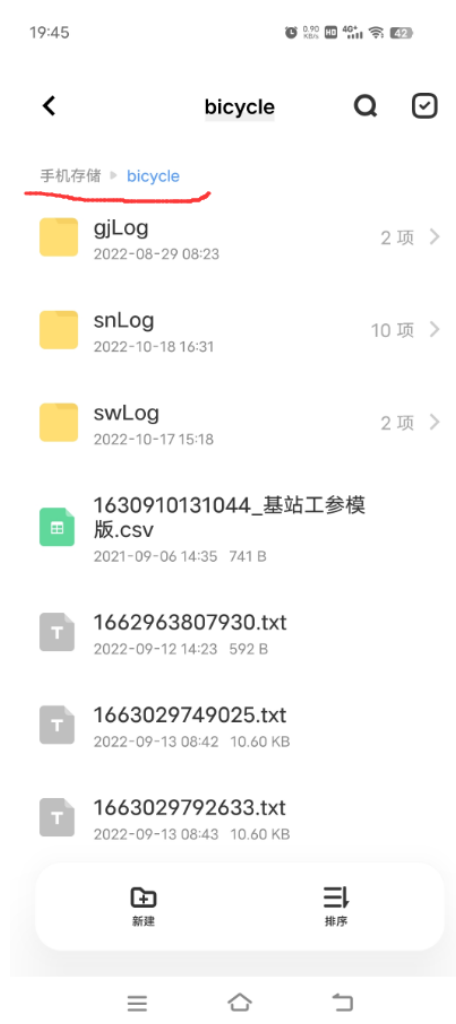 19:45
0.90 KB/s HD 4G+ 42
bicycle
手机存储 bicycle
gjLog
2022-08-29 08:23
2 项
snLog
2022-10-18 16:31
10 项
swLog
2022-10-17 15:18
2 项
1630910131044_基站工参模
版.csv
2021-09-06 14:35 741 B
T
1662963807930.txt
2022-09-12 14:23 592 B
T
1663029749025.txt
2022-09-13 08:42 10.60 KB
T
1663029792633.txt
2022-09-13 08:43 10.60 KB
新建 排序